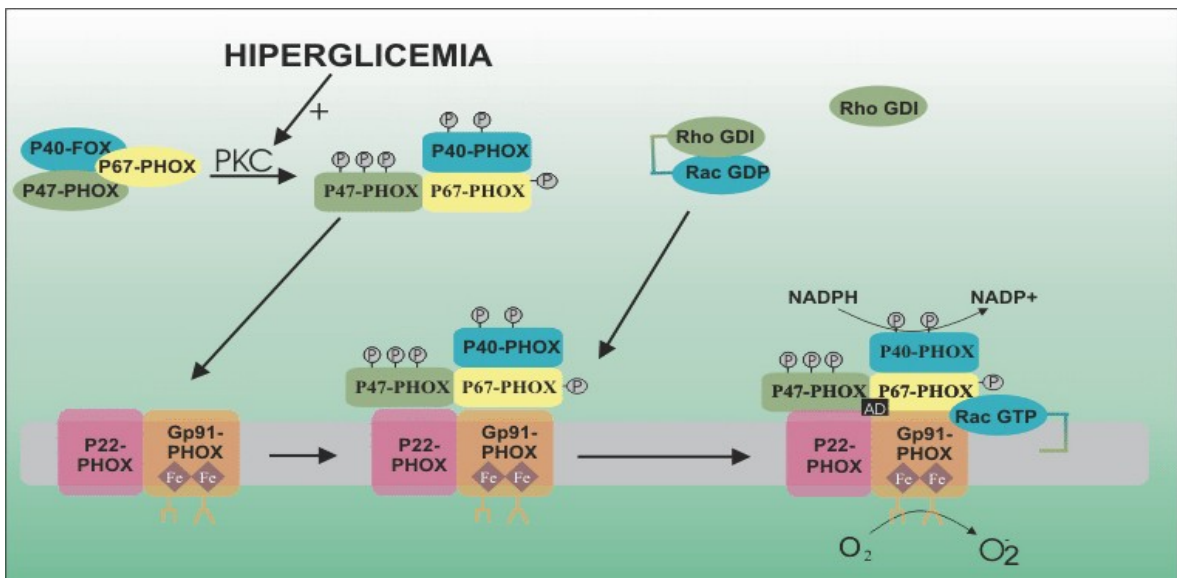 HIPERGLICEMIA
+
P40-FOX
P67-PHOX
P47-PHOX
PKC
P P P
P47-PHOX
P P
P40-PHOX
P67-PHOX
P
Rho GDI
Rac GDP
Rho GDI
P22-
PHOX
Gp91-
PHOX
Fe Fe
P P P
P47-PHOX
P P
P40-PHOX
P67-PHOX
P
P22-
PHOX
Gp91-
PHOX
Fe Fe
NADPH
NADP+
P P P
P47-PHOX
P P
P40-PHOX
P67-PHOX
P
AD
Rac GTP
P22-
PHOX
Gp91-
PHOX
Fe Fe
O₂
O₂⁻